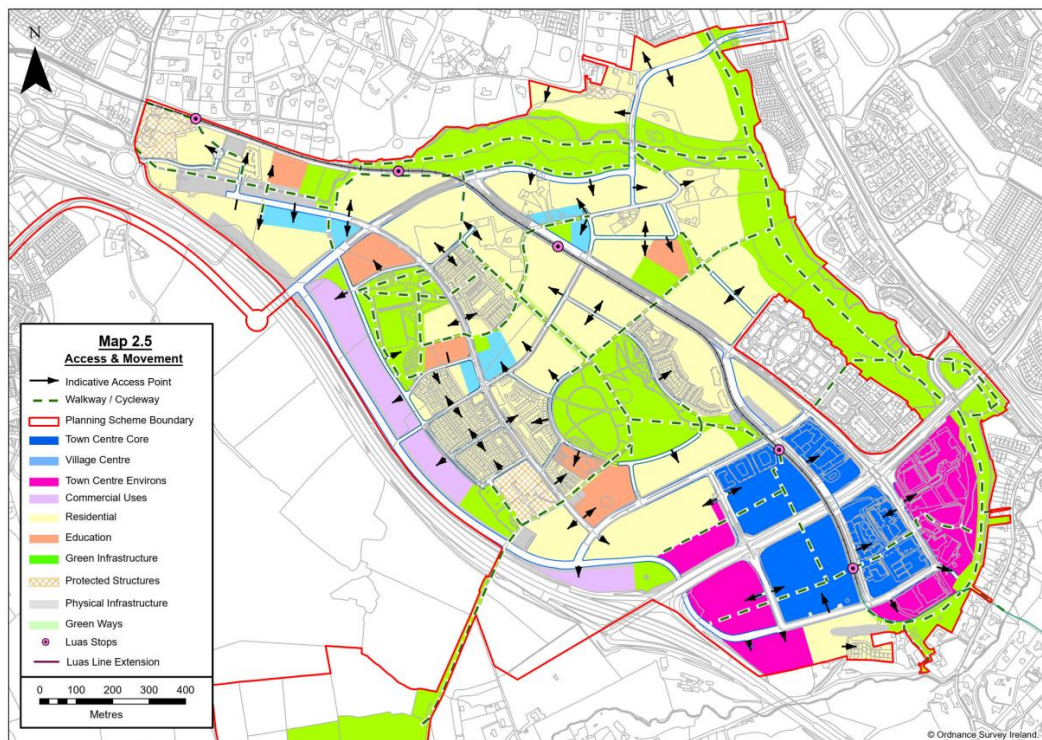 N
Map 2.5
Access & Movement
Indicative Access Point
Walkway / Cycleway
Planning Scheme Boundary
Town Centre Core
Village Centre
Town Centre Environs
Commercial Uses
Residential
Education
Green Infrastructure
Protected Structures
Physical Infrastructure
Green Ways
Luas Stops
Luas Line Extension
0 100 200 300 400
Metres
© Ordnance Survey Ireland.